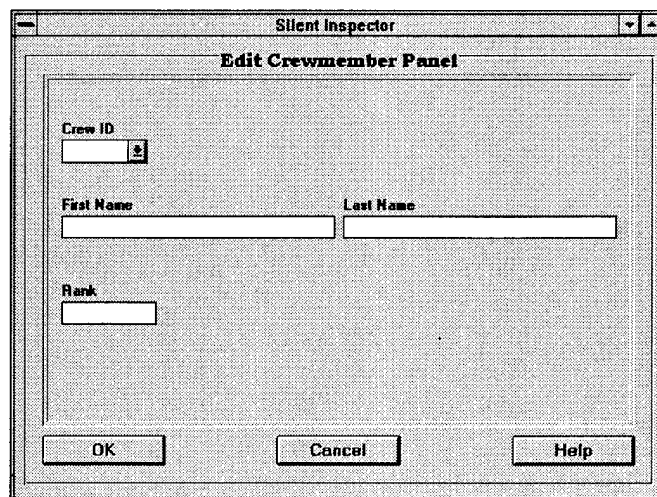 Silent Inspector
Edit Crewmember Panel
Crew ID
First Name Last Name
Rank
OK Cancel Help